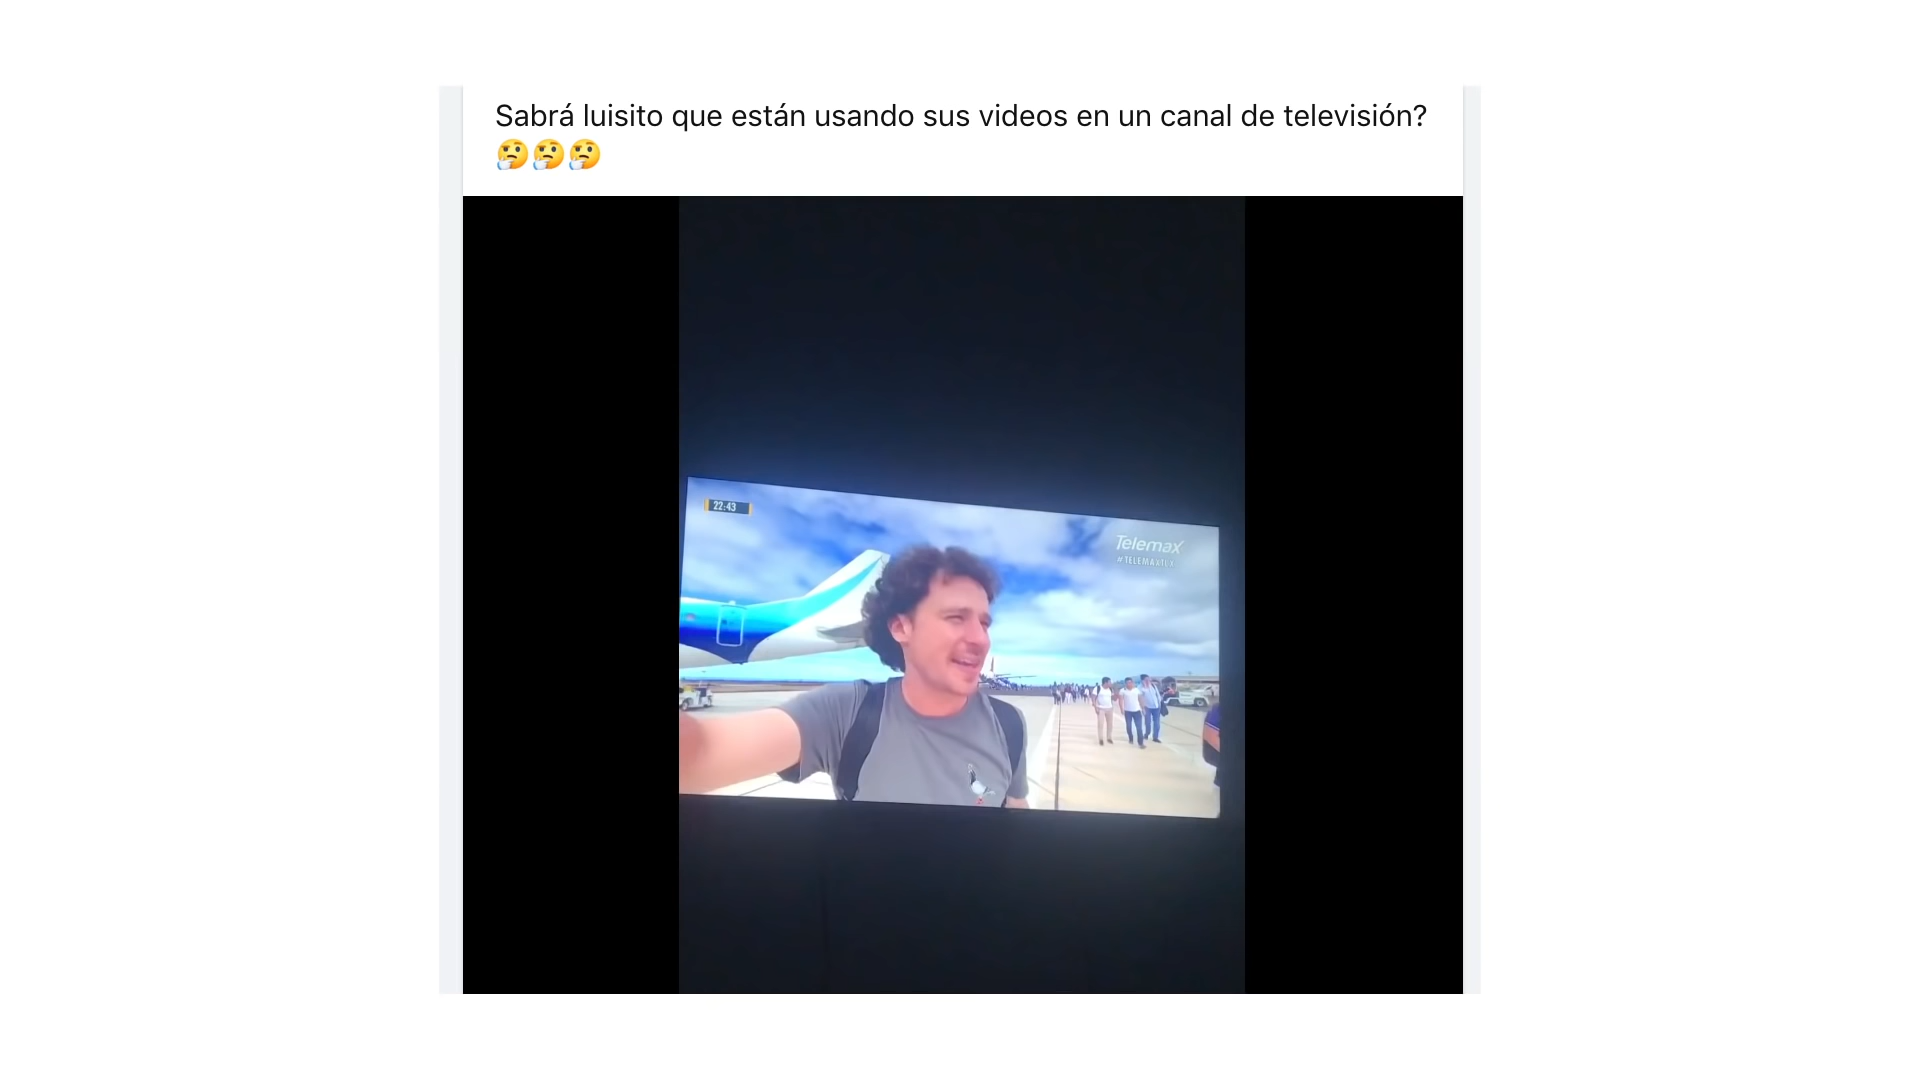 Sabrá luisito que están usando sus videos en un canal de televisión?
🤔🤔🤔
22:43
Telemax